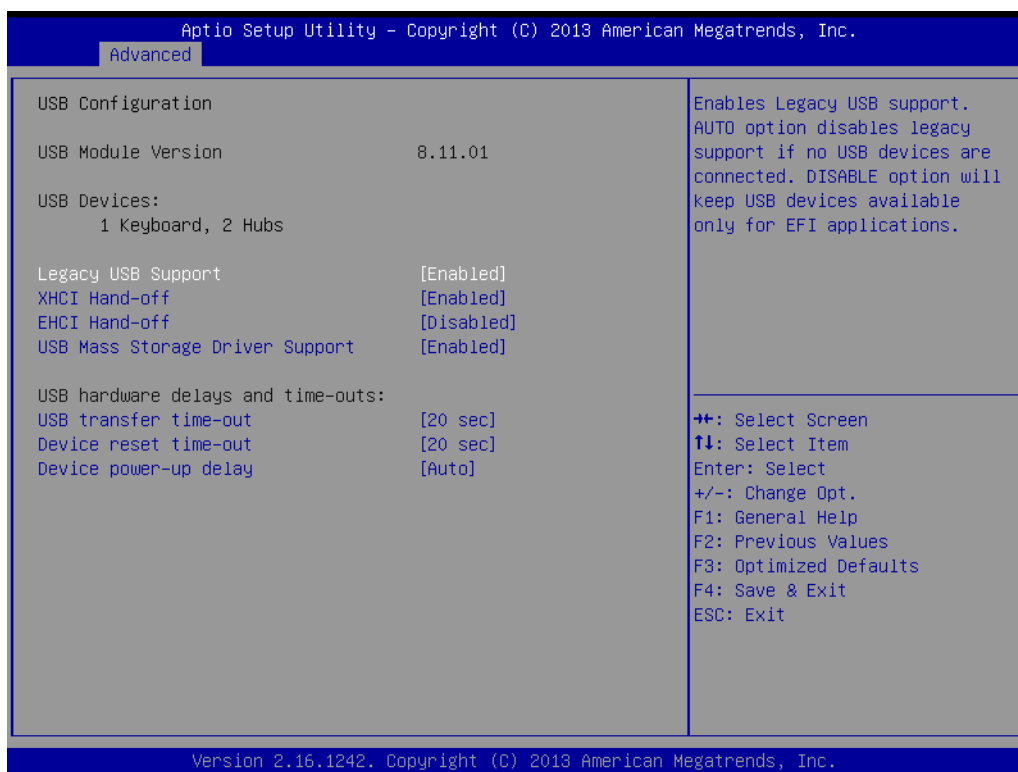 Aptio Setup Utility – Copyright (C) 2013 American Megatrends, Inc.
Advanced
USB Configuration
USB Module Version 8.11.01
USB Devices:
1 Keyboard, 2 Hubs
Legacy USB Support [Enabled]
XHCI Hand-off [Enabled]
EHCI Hand-off [Disabled]
USB Mass Storage Driver Support [Enabled]
USB hardware delays and time-outs:
USB transfer time-out [20 sec]
Device reset time-out [20 sec]
Device power-up delay [Auto]
Enables Legacy USB support.
AUTO option disables legacy
support if no USB devices are
connected. DISABLE option will
keep USB devices available
only for EFI applications.
→←: Select Screen
↑↓: Select Item
Enter: Select
+/-: Change Opt.
F1: General Help
F2: Previous Values
F3: Optimized Defaults
F4: Save & Exit
ESC: Exit
Version 2.16.1242. Copyright (C) 2013 American Megatrends, Inc.